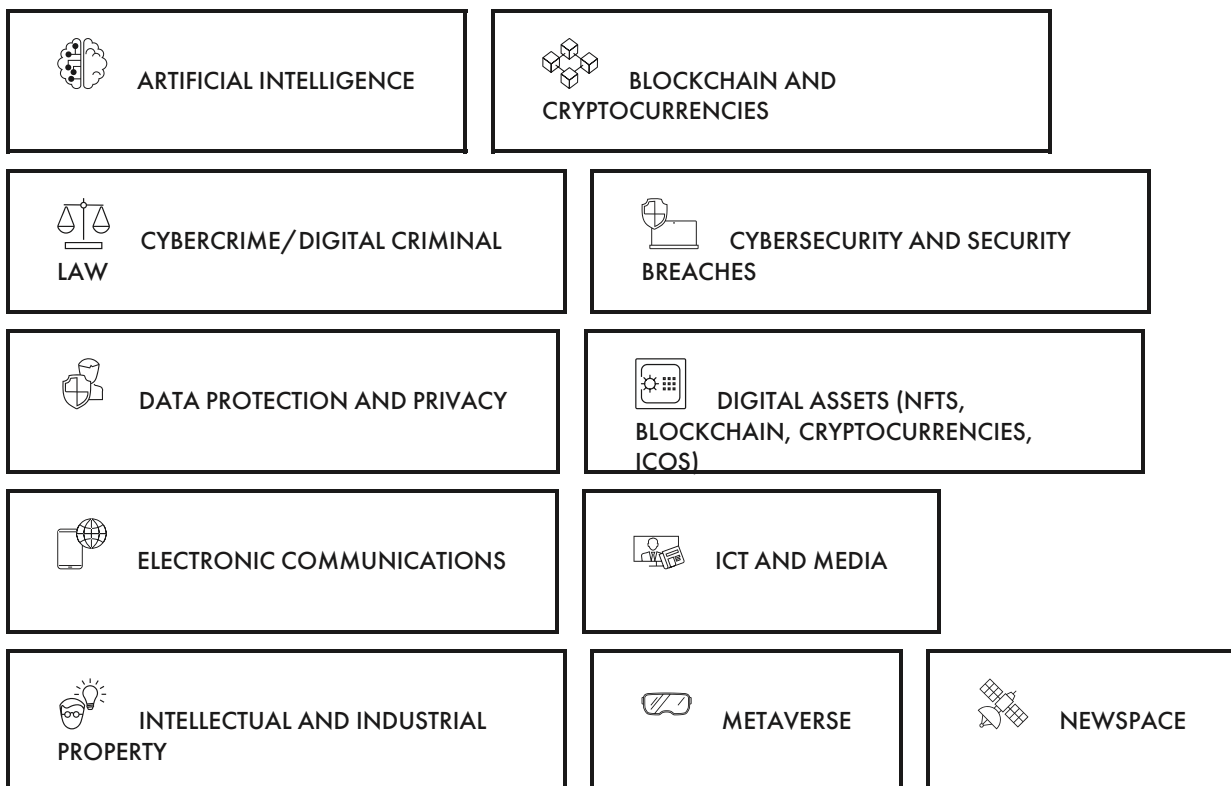 ARTIFICIAL INTELLIGENCE
BLOCKCHAIN AND
CRYPTOCURRENCIES
CYBERCRIME/DIGITAL CRIMINAL
LAW
CYBERSECURITY AND SECURITY
BREACHES
DATA PROTECTION AND PRIVACY
DIGITAL ASSETS (NFTS,
BLOCKCHAIN, CRYPTOCURRENCIES,
ICOS)
ELECTRONIC COMMUNICATIONS
ICT AND MEDIA
INTELLECTUAL AND INDUSTRIAL
PROPERTY
METAVERSE
NEWSPACE